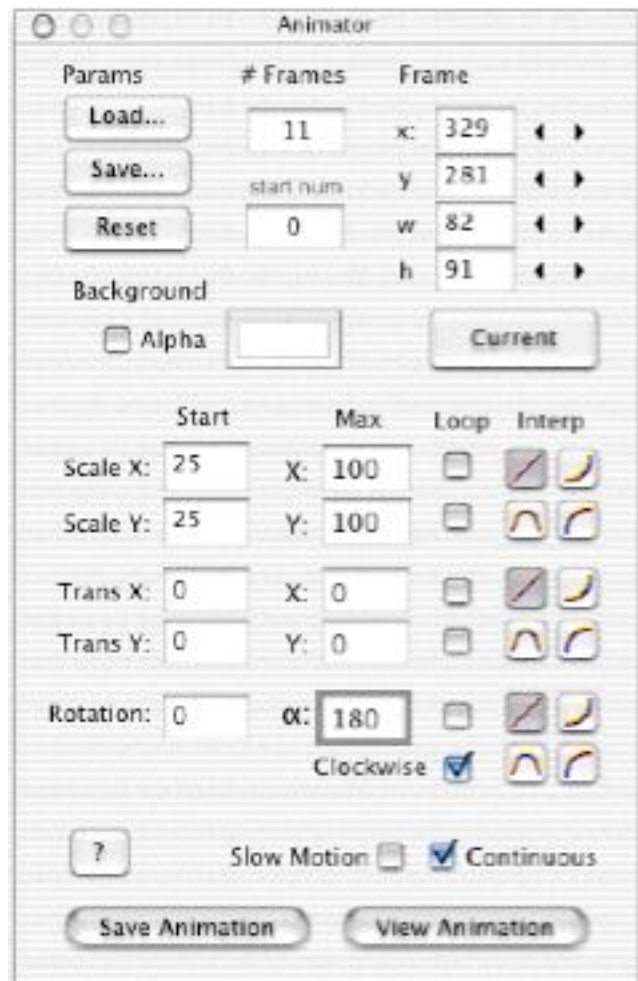 Animator
Params # Frames Frame
Load... 11 x: 329
Save... start num y 281
Reset 0 w 82
h 91
Background
Alpha Current
Start Max Loop Interp
Scale X: 25 X: 100
Scale Y: 25 Y: 100
Trans X: 0 X: 0
Trans Y: 0 Y: 0
Rotation: 0 α: 180
Clockwise
? Slow Motion Continuous
Save Animation View Animation